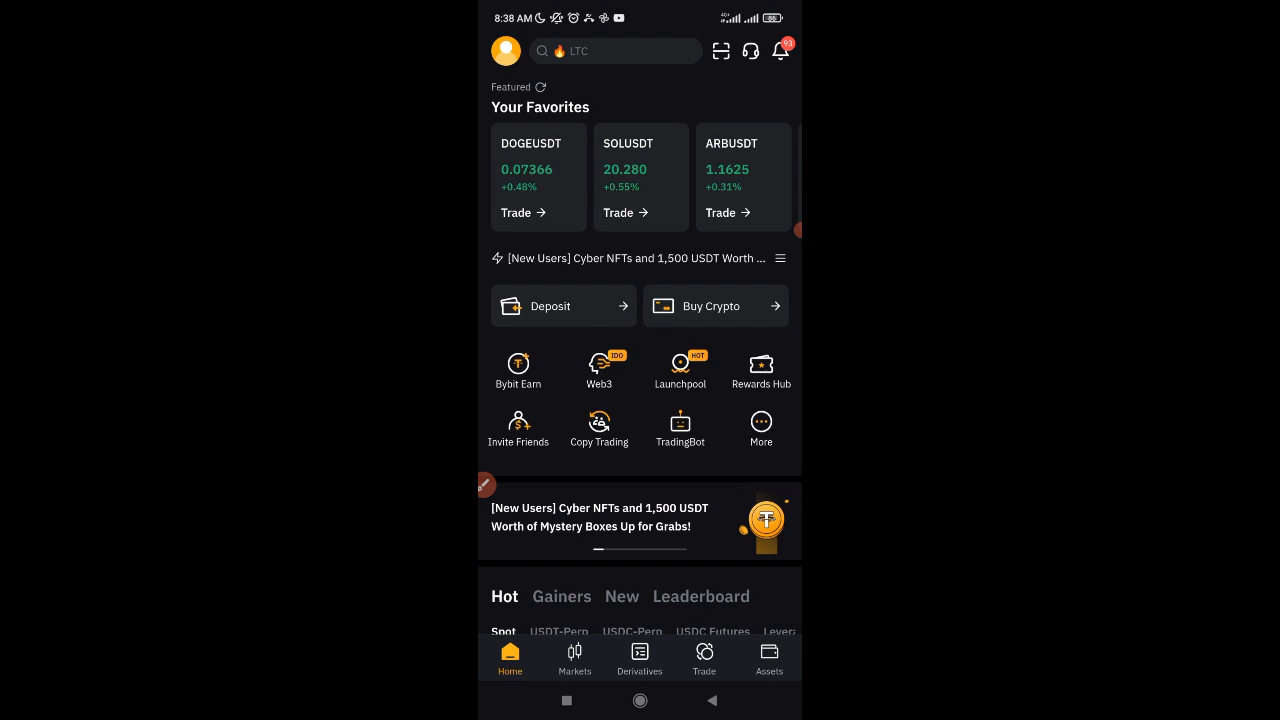 8:38 AM
4G+
86
LTC
93
Featured
Your Favorites
DOGEUSDT
SOLUSDT
ARBUSDT
0.07366
20.280
1.1625
+0.48%
+0.55%
+0.31%
Trade
Trade
Trade
[New Users] Cyber NFTs and 1,500 USDT Worth ...
Deposit
Buy Crypto
IDO
HOT
Bybit Earn
Web3
Launchpool
Rewards Hub
Invite Friends
Copy Trading
TradingBot
More
[New Users] Cyber NFTs and 1,500 USDT
Worth of Mystery Boxes Up for Grabs!
Hot
Gainers
New
Leaderboard
Spot
USDT-Perp
USDC-Perp
USDC Futures
Levera
Home
Markets
Derivatives
Trade
Assets